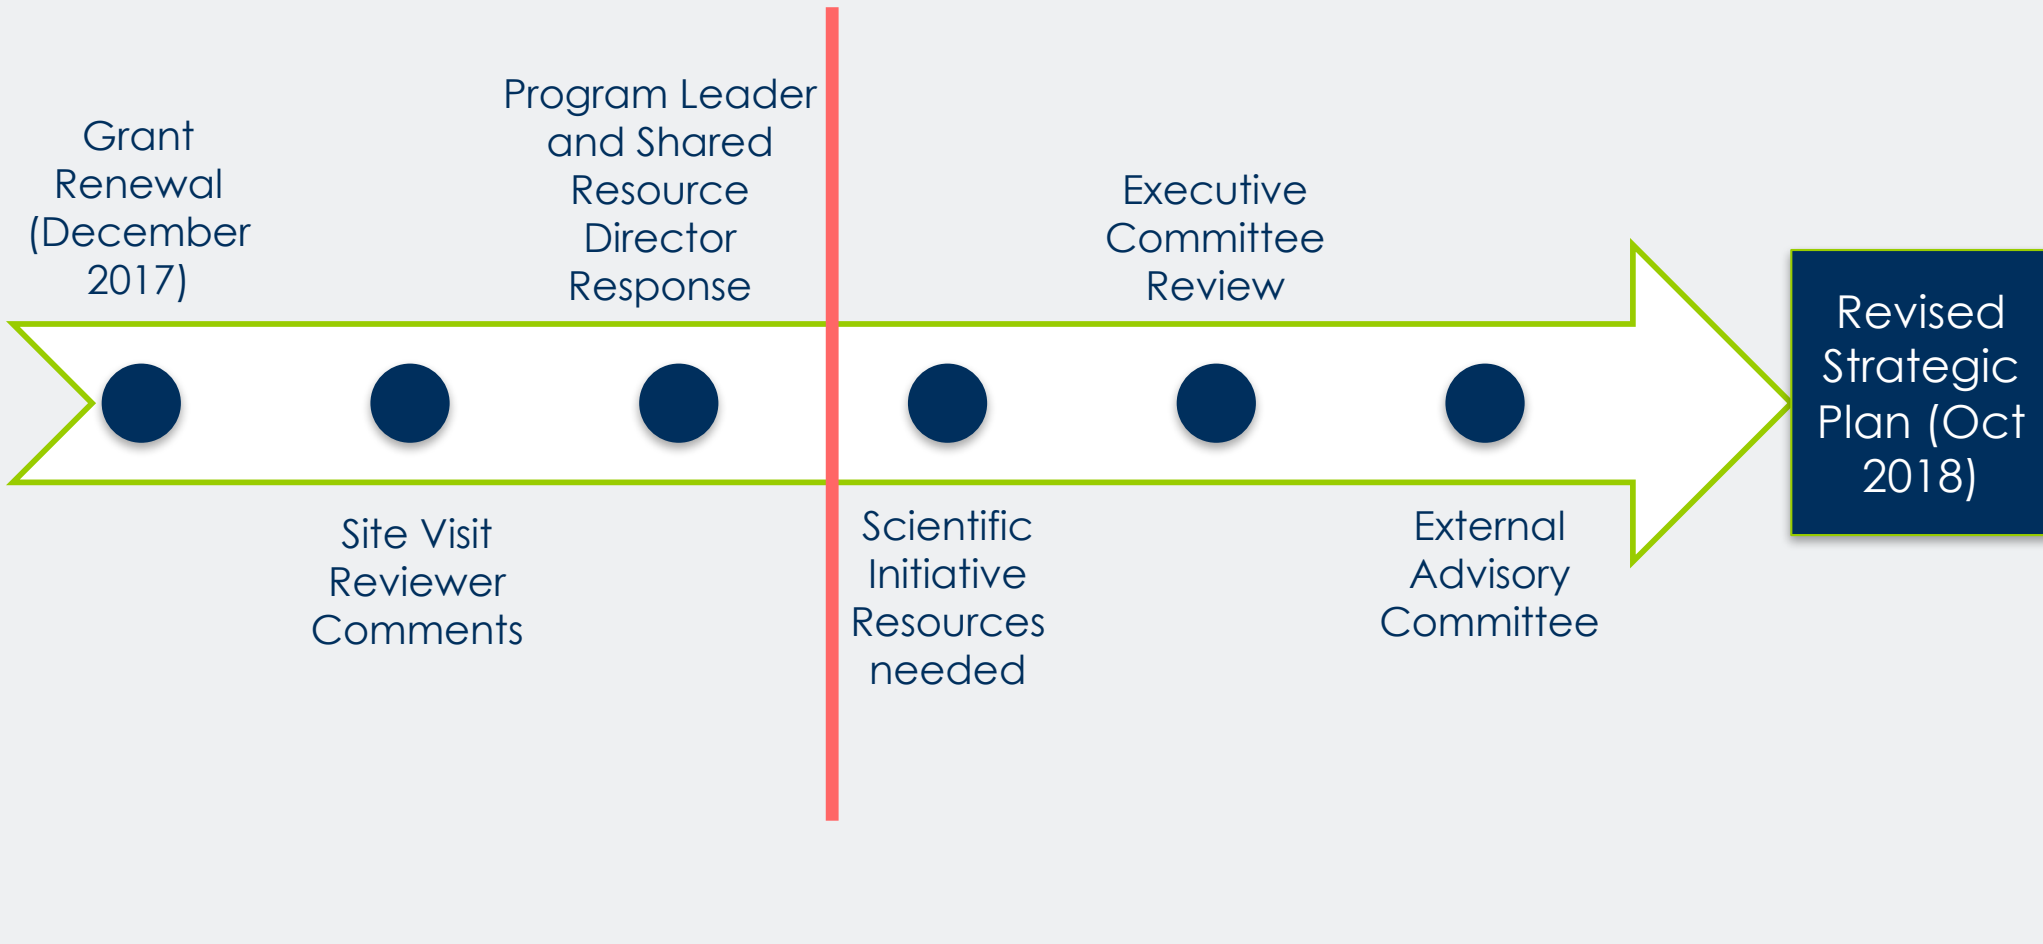 Grant
Renewal
(December
2017)
Site Visit
Reviewer
Comments
Program Leader
and Shared
Resource
Director
Response
Scientific
Initiative
Resources
needed
Executive
Committee
Review
External
Advisory
Committee
Revised
Strategic
Plan (Oct
2018)